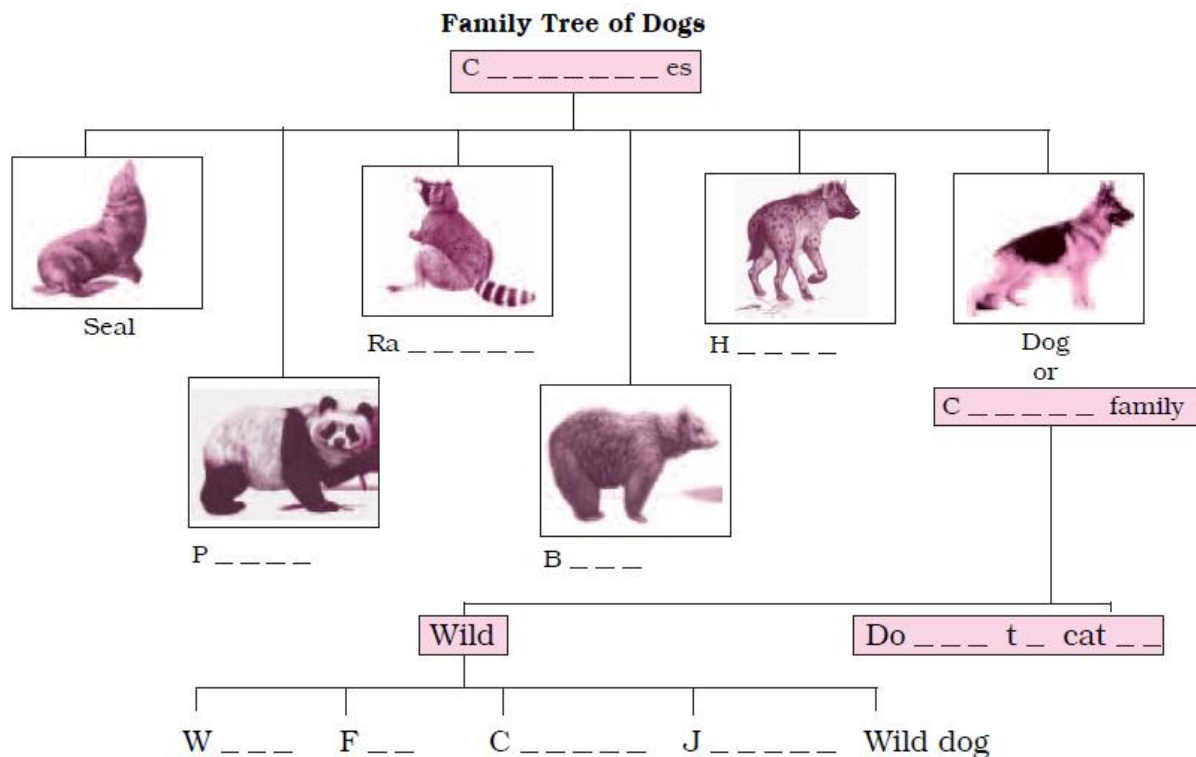 Family Tree of Dogs
C _ _ _ _ _ _ _ es
Seal
Ra _ _ _ _ _
H _ _ _ _
Dog
or
C _ _ _ _ _ family
P _ _ _ _
B _ _ _
Wild
Do _ _ _ t _ cat _ _
W _ _ _ F _ _ C _ _ _ _ _ J _ _ _ _ _ Wild dog